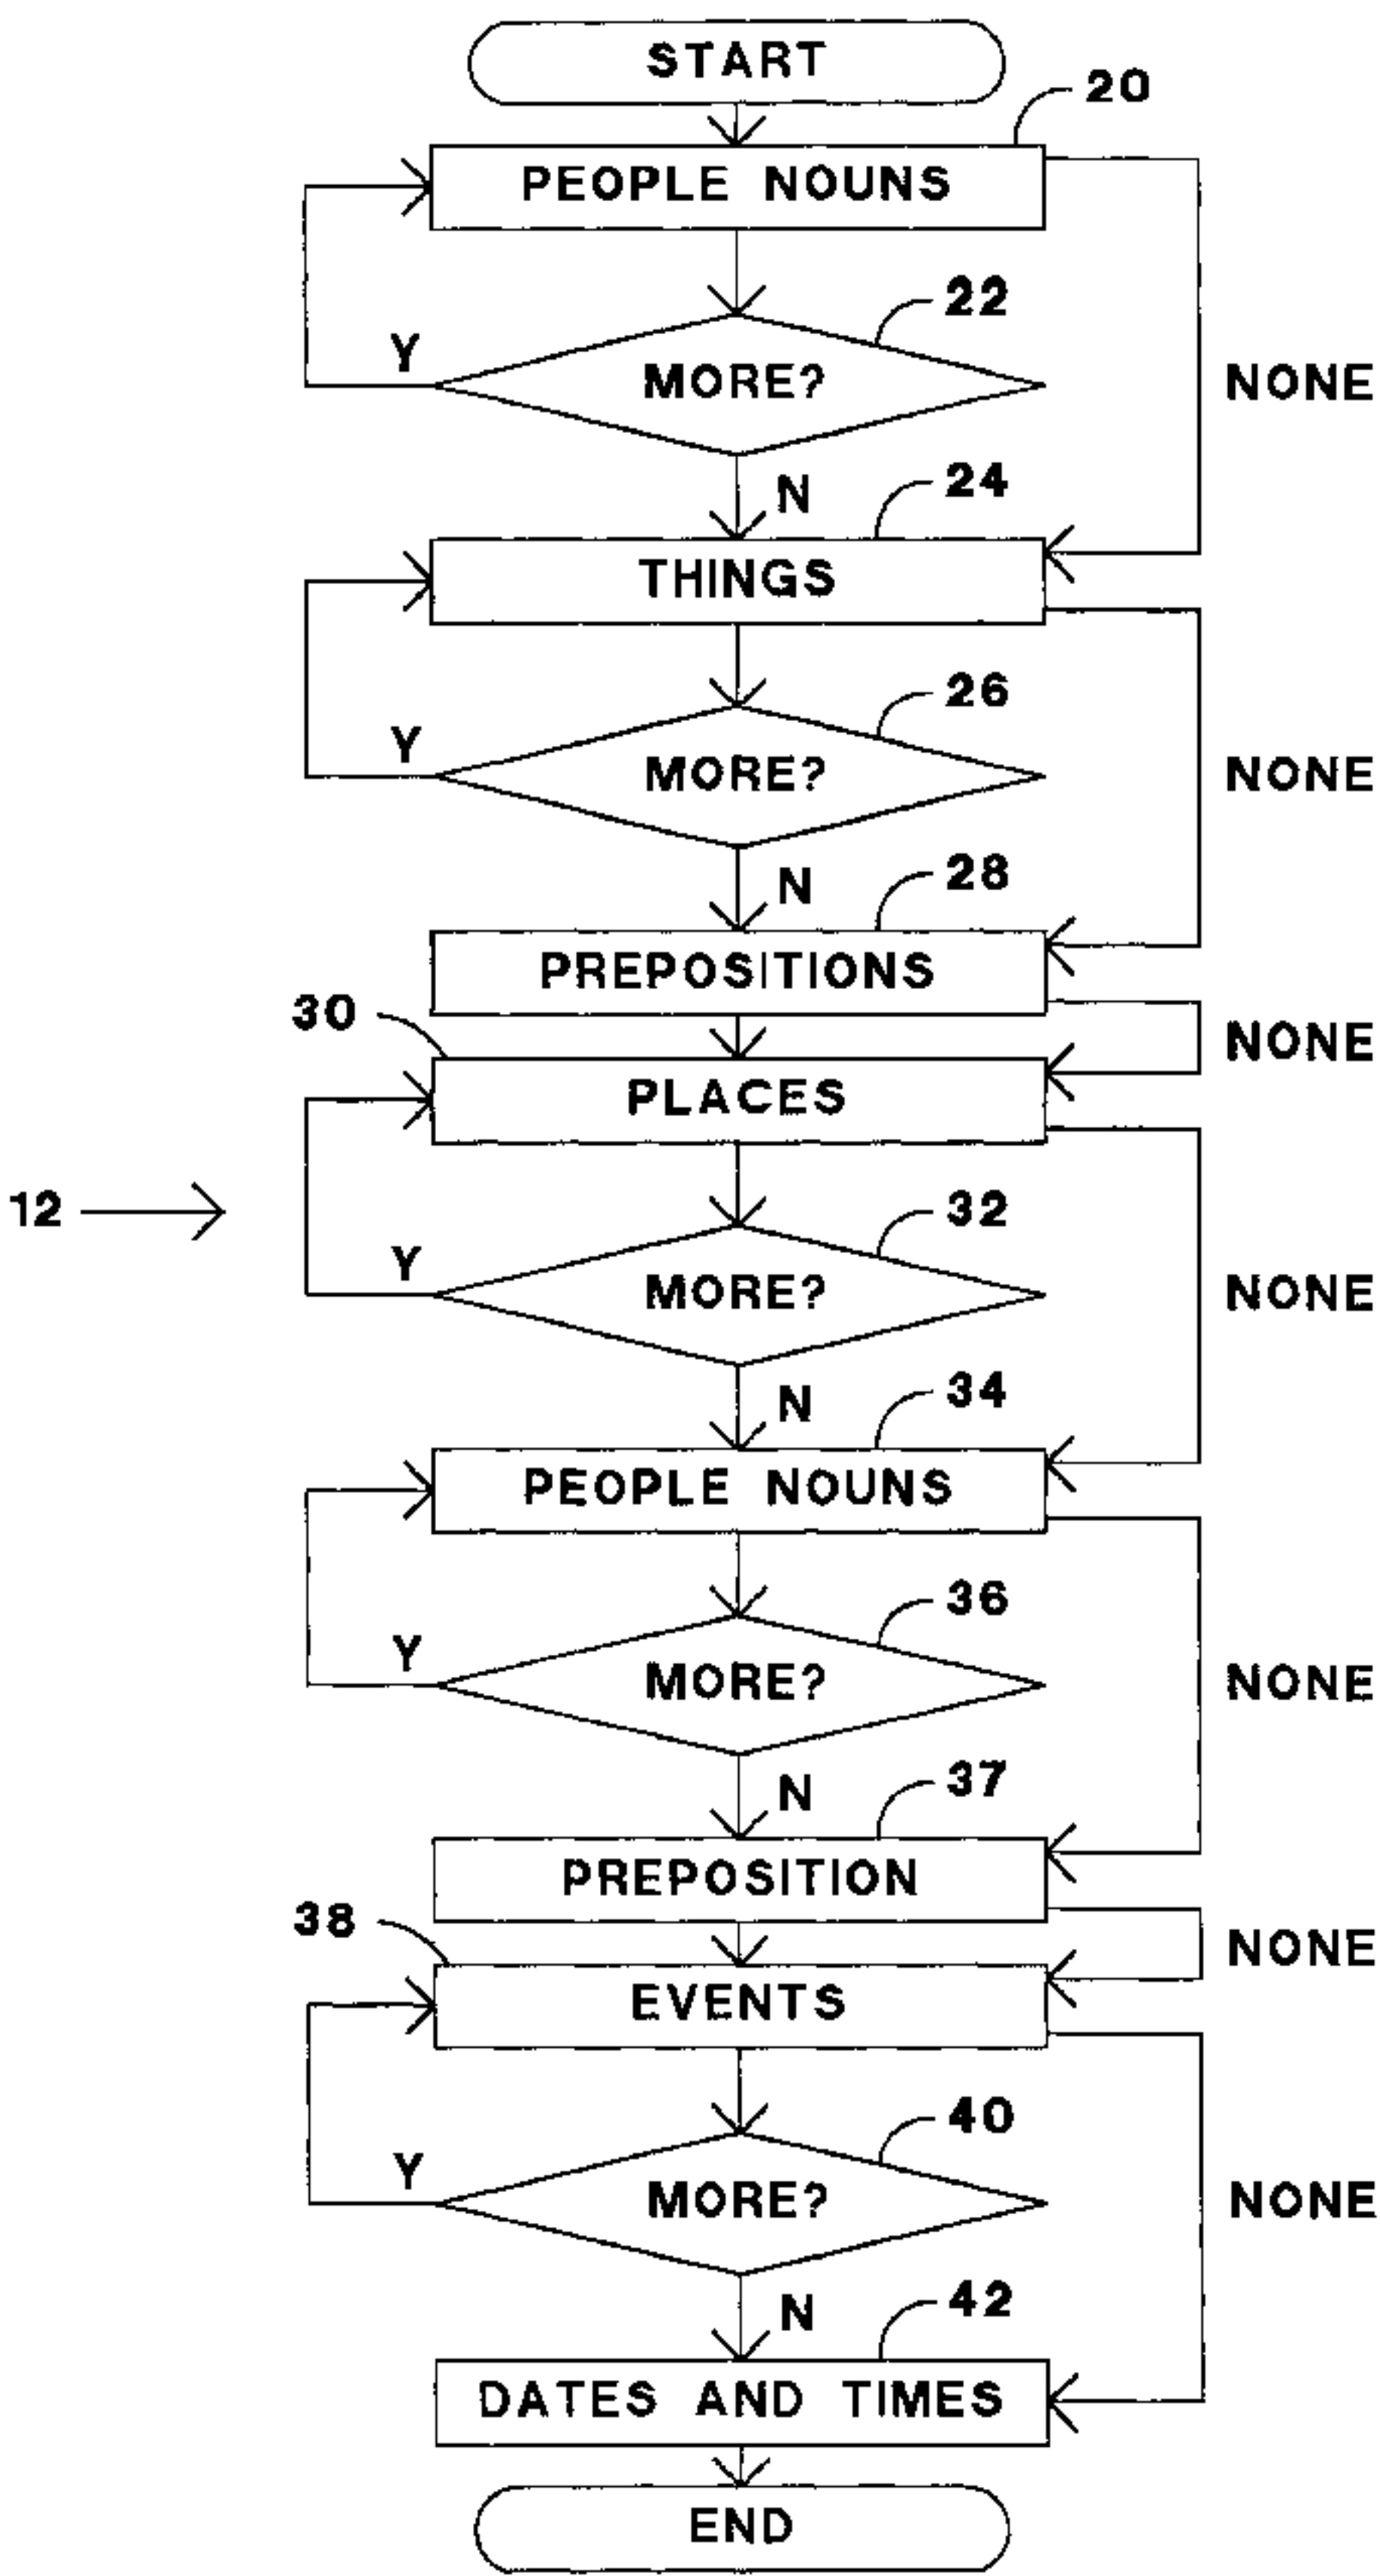 START
20
PEOPLE NOUNS
22
Y
MORE?
NONE
N
24
THINGS
26
Y
MORE?
NONE
N
28
PREPOSITIONS
30
NONE
PLACES
12
32
Y
MORE?
NONE
N
34
PEOPLE NOUNS
36
Y
MORE?
NONE
N
37
PREPOSITION
38
NONE
EVENTS
40
Y
MORE?
NONE
N
42
DATES AND TIMES
END